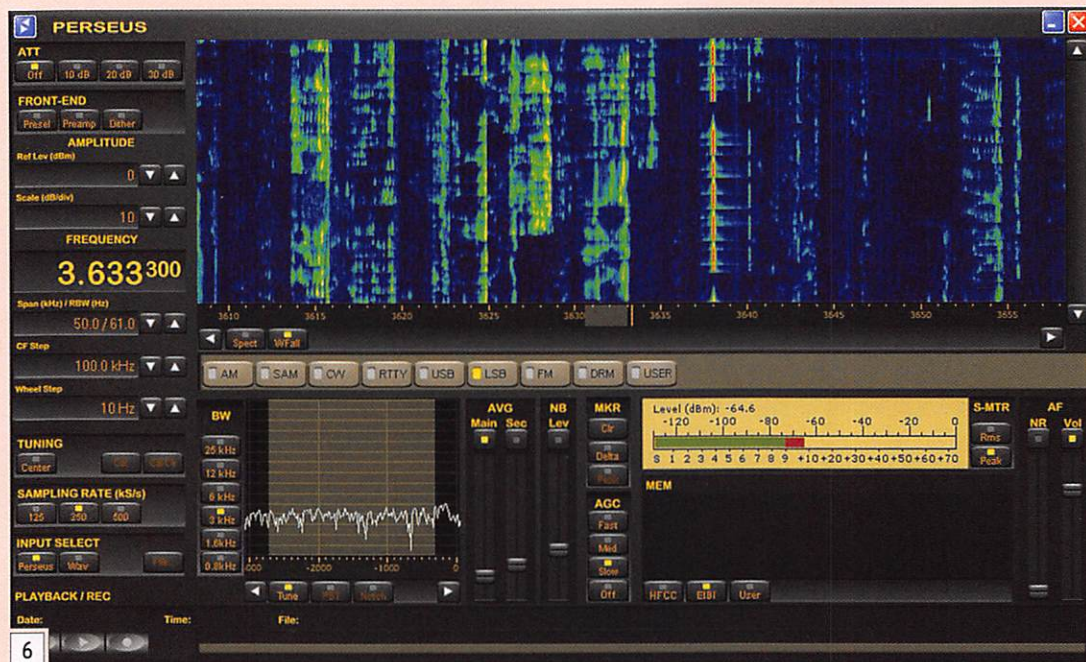 PERSEUS
ATT
Off 10 dB 20 dB 30 dB
FRONT-END
Presel Preamp Dither
AMPLITUDE
Ref Lev (dBm)
0
Scale (dB/div)
10
FREQUENCY
3.633 300
Span (kHz) / RBW (Hz)
50.0 / 61.0
CF Step
100.0 kHz
Wheel Step
10 Hz
TUNING
Center
SAMPLING RATE (kS/s)
125 250 500
INPUT SELECT
Perseus Wav
PLAYBACK / REC
Date: Time: File:
6
3610 3615 3620 3625 3630 3635 3640 3645 3650 3655
Spect WFall
AM SAM CW RTTY USB LSB FM DRM USER
BW
25 kHz
12 kHz
6 kHz
3 kHz
1.6kHz
0.8kHz
-2000 -1000 0
Tune Notch
AVG
Main Sec
NB
Lev
MKR
Clr
Delta
AGC
Fast
Med
Slow
Off
Level (dBm): -64.6
-120 -100 -80 -60 -40 -20 0
S 1 2 3 4 5 6 7 8 9 +10+20+30+40+50+60+70
S-MTR
Rms
Peak
AF
NR Vol
MEM
HFCC EIBI User